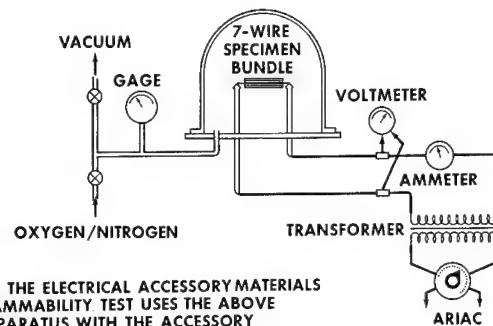 VACUUM
GAGE
7-WIRE
SPECIMEN
BUNDLE
VOLTMETER
AMMETER
OXYGEN/NITROGEN
TRANSFORMER
THE ELECTRICAL ACCESSORY MATERIALS
AMMABILITY TEST USES THE ABOVE
PARATUS WITH THE ACCESSORY
ARIAC